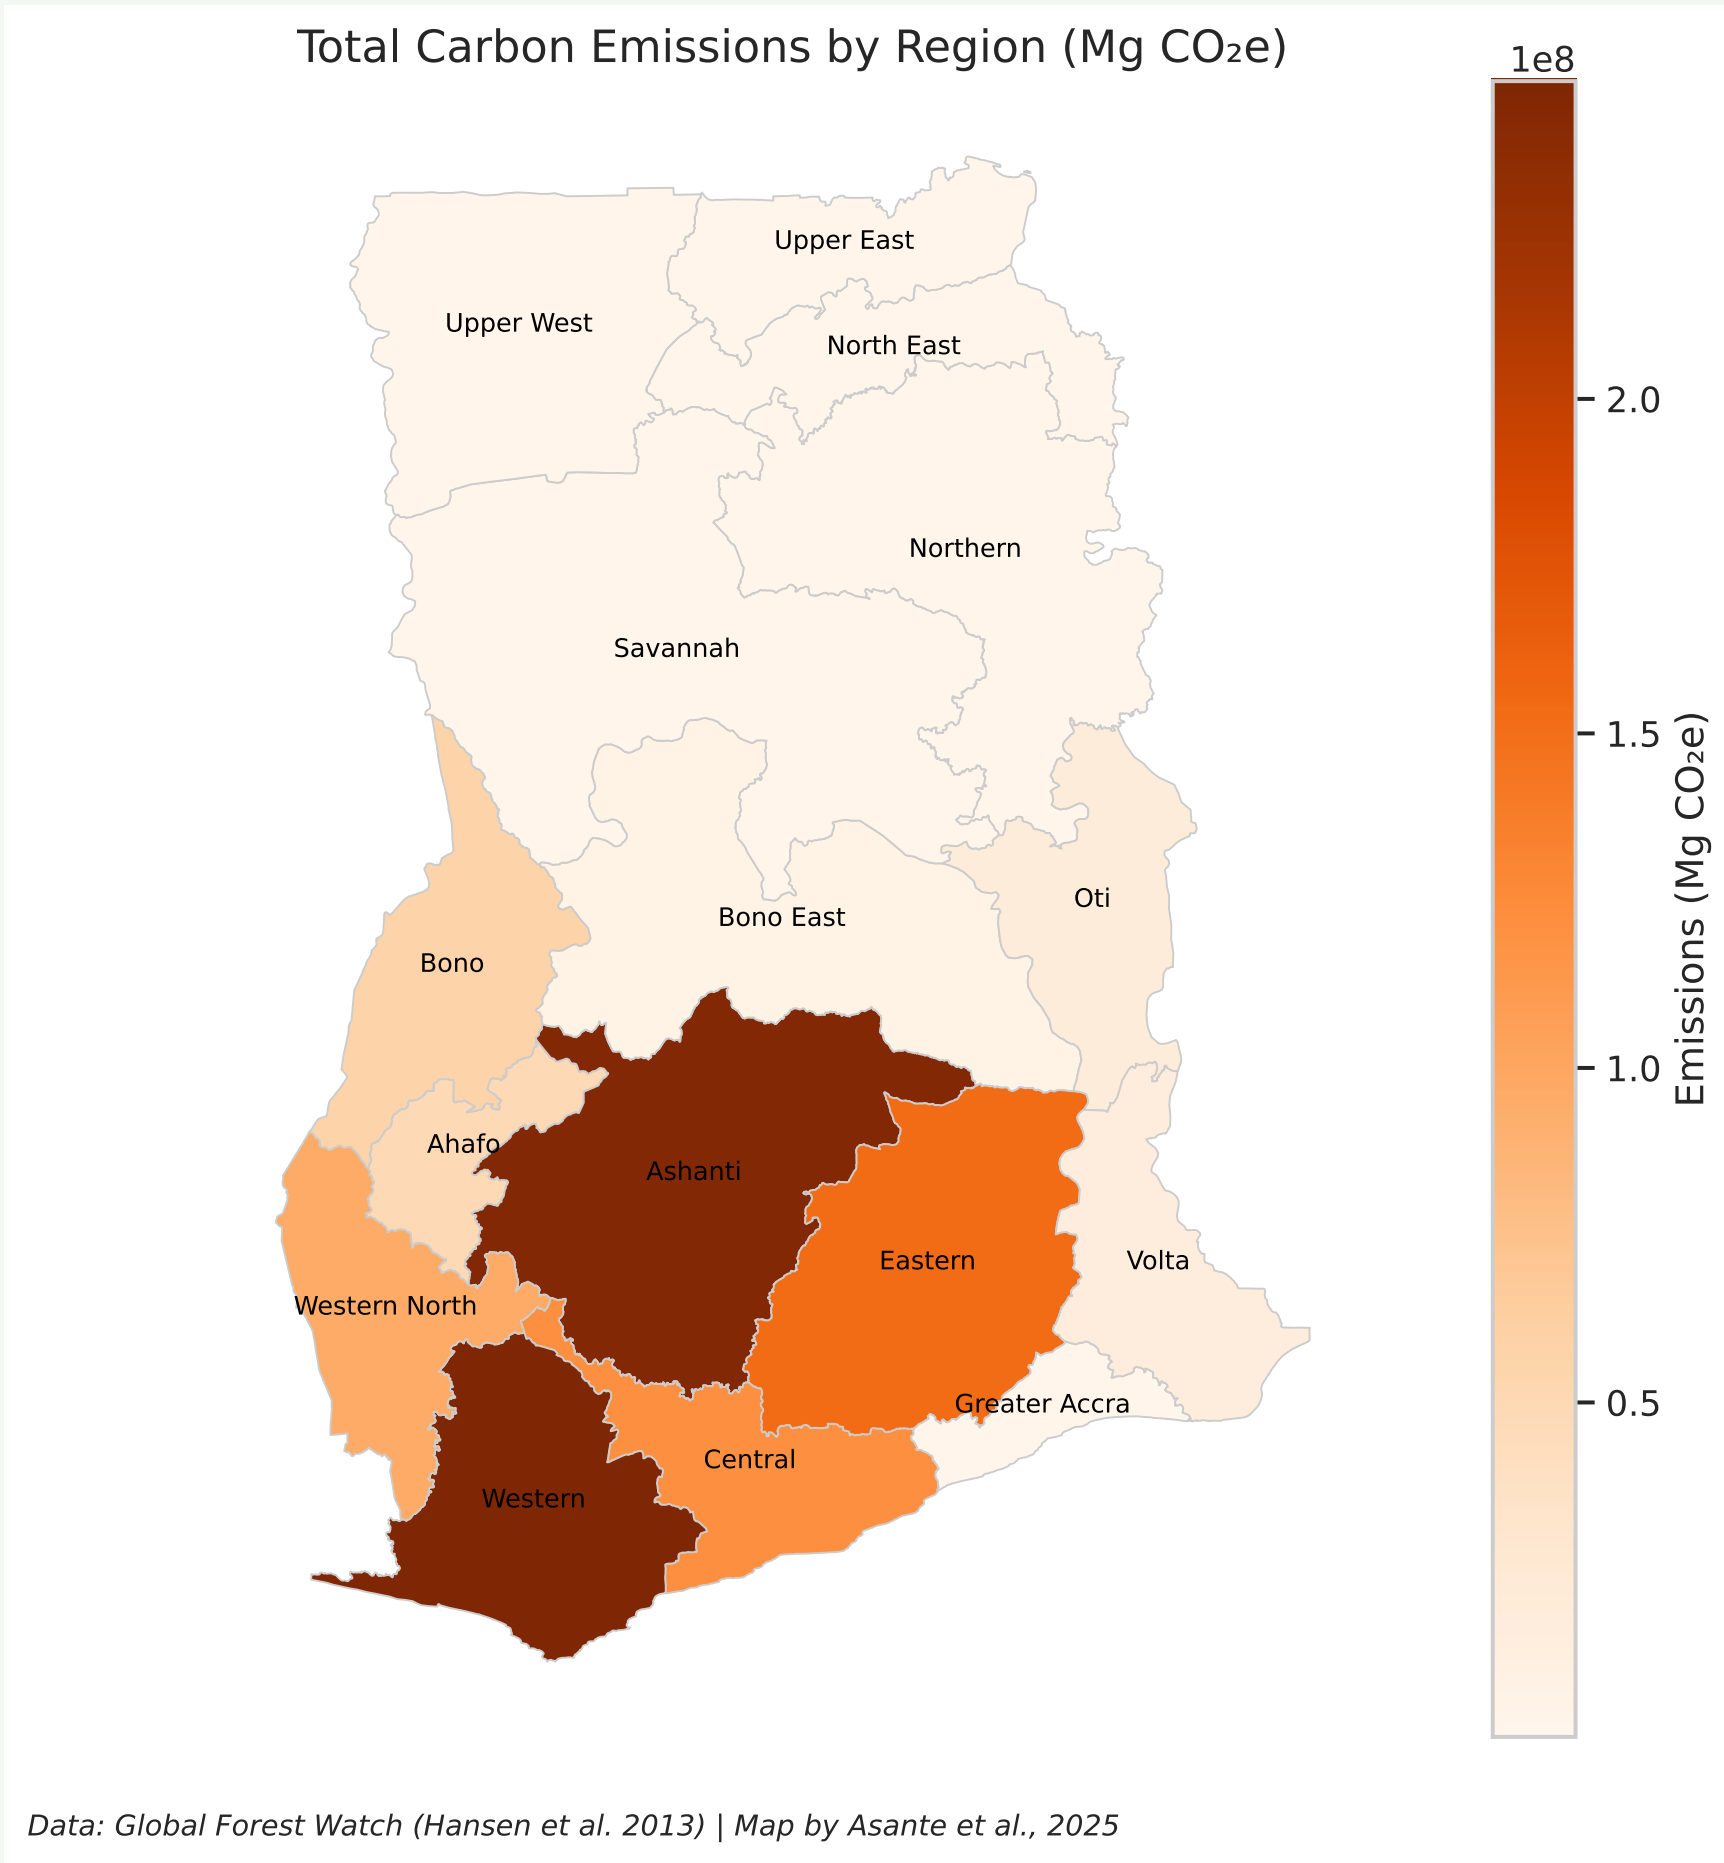 Total Carbon Emissions by Region (Mg CO₂e)
1e8
Upper East
Upper West
North East
2.0
Northern
Savannah
1.5
Oti
Bono East
Bono
Emissions (Mg CO₂e)
1.0
Ahafo
Ashanti
Eastern
Volta
Western North
0.5
Greater Accra
Central
Western
Data: Global Forest Watch (Hansen et al. 2013) | Map by Asante et al., 2025